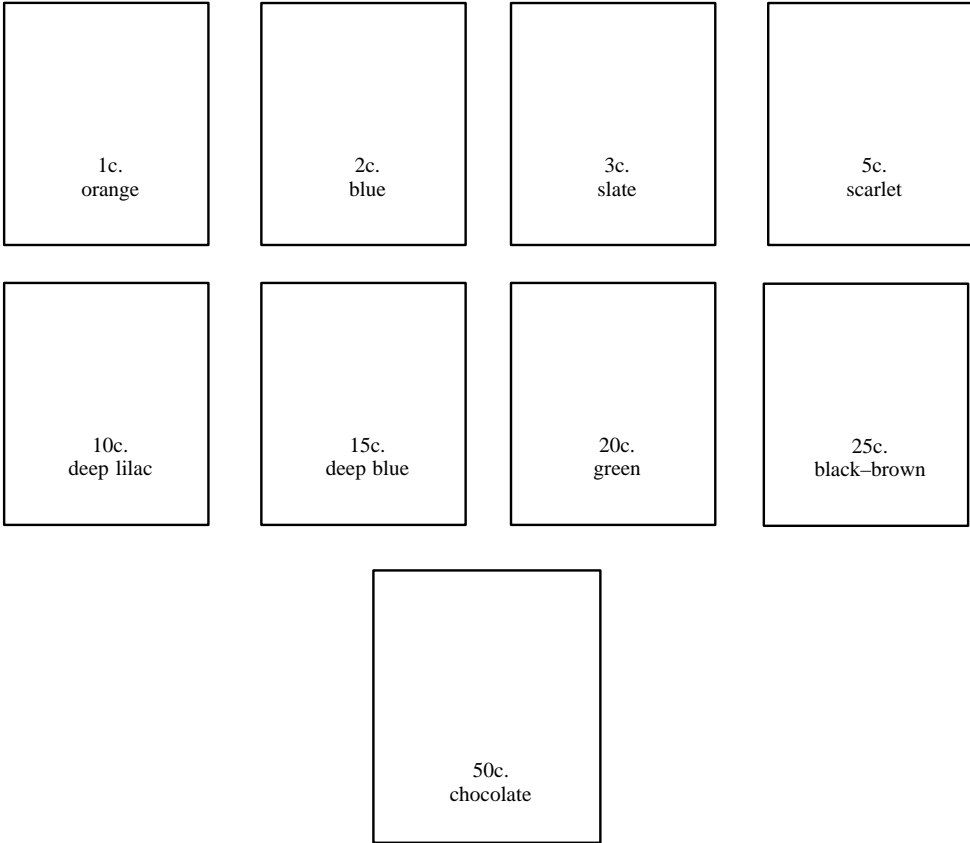 1c.
orange
2c.
blue
3c.
slate
5c.
scarlet
10c.
deep lilac
15c.
deep blue
20c.
green
25c.
black–brown
50c.
chocolate